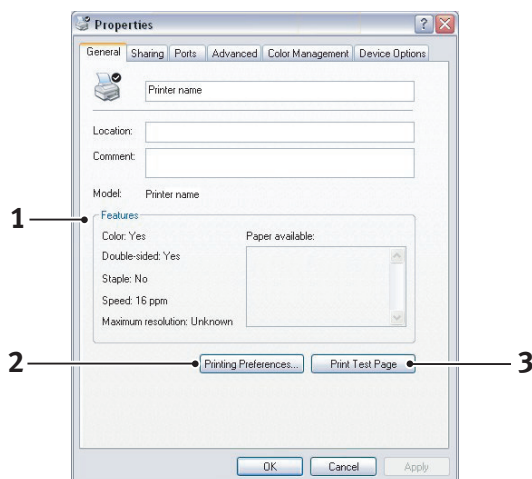 Properties
General Sharing Ports Advanced Color Management Device Options
Printer name
Location:
Comment:
Model: Printer name
1
Features
Color: Yes
Paper available:
Double-sided: Yes
Staple: No
Speed: 16 ppm
Maximum resolution: Unknown
2
Printing Preferences...
Print Test Page
3
OK Cancel Apply